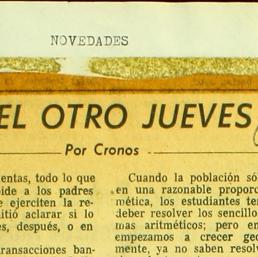 NOVEDADES
EL OTRO JUEVES
Por Cronos
entas, todo lo que
ide a los padres
e ejerciten la re-
itió aclarar si lo
es, después, o en
transacciones ban-
Cuando la población só
en una razonable proporc
mética, los estudiantes te
deber resolver los sencillo
mas aritméticos; pero en
empezamos a crecer geo
mente, ya no saben resolv